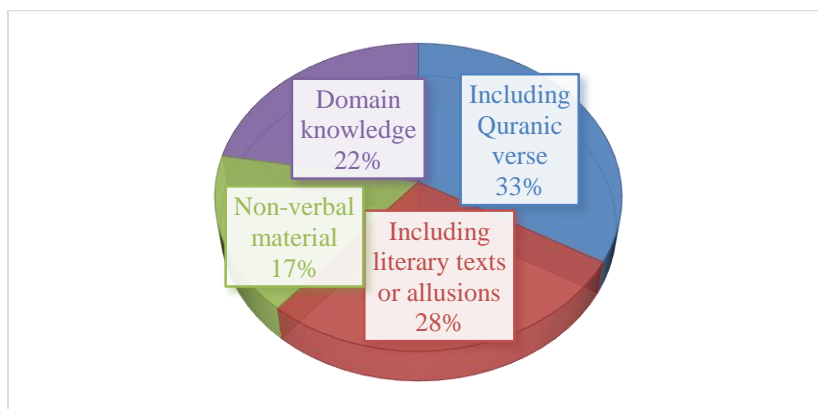 Domain
knowledge
22%
Including
Quranic
verse
33%
Non-verbal
material
17%
Including
literary texts
or allusions
28%